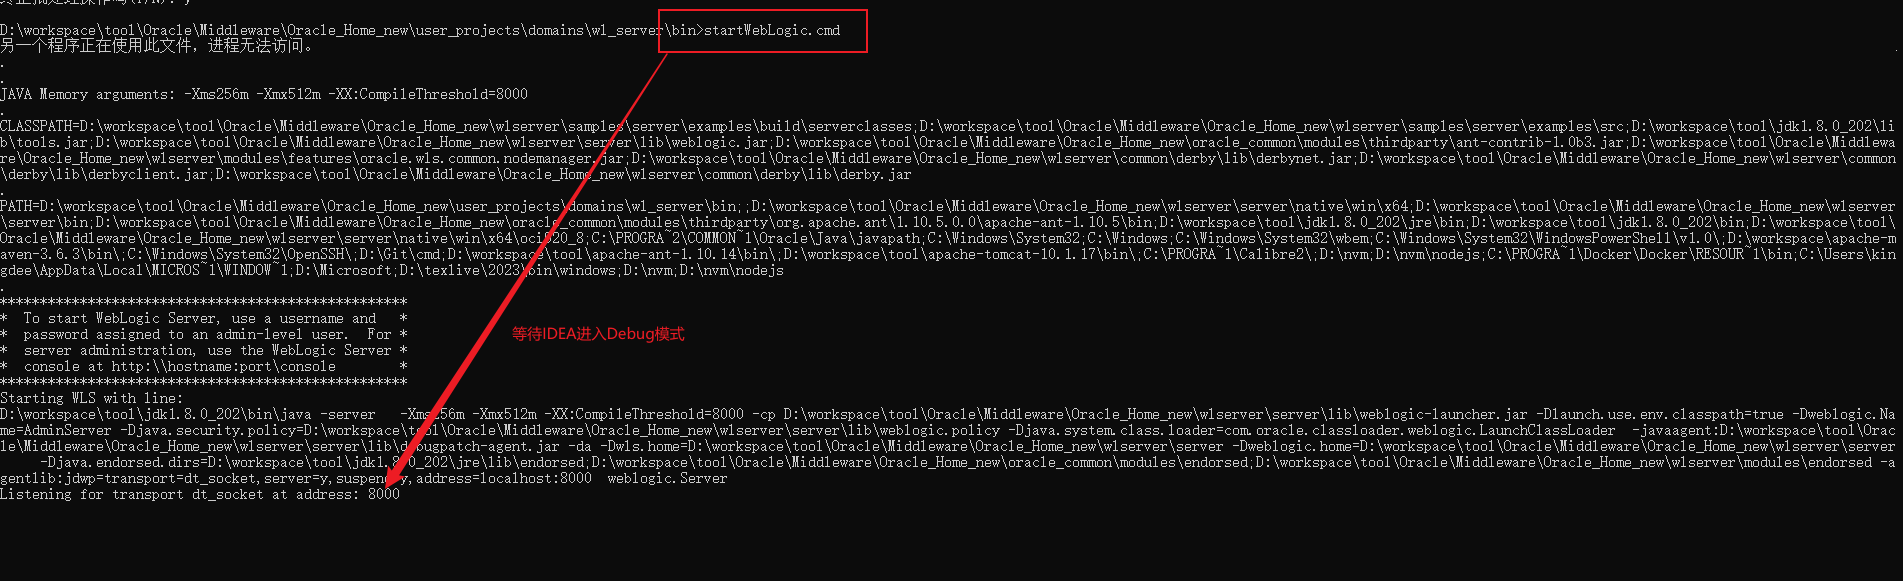 D:\workspace\tool\Oracle\Middleware\Oracle_Home_new\user_projects\domains\wl_server\bin>startWebLogic.cmd
另一个程序正在使用此文件，进程无法访问。
.
.
JAVA Memory arguments: -Xms256m -Xmx512m -XX:CompileThreshold=8000
.
CLASSPATH=D:\workspace\tool\Oracle\Middleware\Oracle_Home_new\wlserver\samples\server\examples\build\serverclasses;D:\workspace\tool\Oracle\Middleware\Oracle_Home_new\wlserver\samples\server\examples\src;D:\workspace\tool\jdk1.8.0_202\li
b\tools.jar;D:\workspace\tool\Oracle\Middleware\Oracle_Home_new\wlserver\server\lib\weblogic.jar;D:\workspace\tool\Oracle\Middleware\Oracle_Home_new\oracle_common\modules\thirdparty\ant-contrib-1.0b3.jar;D:\workspace\tool\Oracle\Middlewa
re\Oracle_Home_new\wlserver\modules\features\oracle.wls.common.nodemanager.jar;D:\workspace\tool\Oracle\Middleware\Oracle_Home_new\wlserver\common\derby\lib\derbynet.jar;D:\workspace\tool\Oracle\Middleware\Oracle_Home_new\wlserver\common
\derby\lib\derbyclient.jar;D:\workspace\tool\Oracle\Middleware\Oracle_Home_new\wlserver\common\derby\lib\derby.jar
.
PATH=D:\workspace\tool\Oracle\Middleware\Oracle_Home_new\user_projects\domains\wl_server\bin;;D:\workspace\tool\Oracle\Middleware\Oracle_Home_new\wlserver\server\native\win\x64;D:\workspace\tool\Oracle\Middleware\Oracle_Home_new\wlserver
\server\bin;D:\workspace\tool\Oracle\Middleware\Oracle_Home_new\oracle_common\modules\thirdparty\org.apache.ant\1.10.5.0.0\apache-ant-1.10.5\bin;D:\workspace\tool\jdk1.8.0_202\jre\bin;D:\workspace\tool\jdk1.8.0_202\bin;D:\workspace\tool\
Oracle\Middleware\Oracle_Home_new\wlserver\server\native\win\x64\oci920_8;C:\PROGRA~2\COMMON~1\Oracle\Java\javapath;C:\Windows\System32;C:\Windows;C:\Windows\System32\wbem;C:\Windows\System32\WindowsPowerShell\v1.0\;D:\workspace\apache-m
aven-3.6.3\bin\;C:\Windows\System32\OpenSSH\;D:\Git\cmd;D:\workspace\tool\apache-ant-1.10.14\bin\;D:\workspace\tool\apache-tomcat-10.1.17\bin\;C:\PROGRA~1\Calibre2\;D:\nvm;D:\nvm\nodejs;C:\PROGRA~1\Docker\Docker\RESOUR~1\bin;C:\Users\kin
gdee\AppData\Local\MICROS~1\WINDOW~1;D:\Microsoft;D:\texlive\2023\bin\windows;D:\nvm;D:\nvm\nodejs
.
***************************************************
*  To start WebLogic Server, use a username and   *
*  password assigned to an admin-level user.  For *
*  server administration, use the WebLogic Server *
*  console at http:\\hostname:port\console        *
***************************************************
等待IDEA进入Debug模式
Starting WLS with line:
D:\workspace\tool\jdk1.8.0_202\bin\java -server   -Xms256m -Xmx512m -XX:CompileThreshold=8000 -cp D:\workspace\tool\Oracle\Middleware\Oracle_Home_new\wlserver\server\lib\weblogic-launcher.jar -Dlaunch.use.env.classpath=true -Dweblogic.Na
me=AdminServer -Djava.security.policy=D:\workspace\tool\Oracle\Middleware\Oracle_Home_new\wlserver\server\lib\weblogic.policy -Djava.system.class.loader=com.oracle.classloader.weblogic.LaunchClassLoader  -javaagent:D:\workspace\tool\Orac
le\Middleware\Oracle_Home_new\wlserver\server\lib\debugpatch-agent.jar -da -Dwls.home=D:\workspace\tool\Oracle\Middleware\Oracle_Home_new\wlserver\server -Dweblogic.home=D:\workspace\tool\Oracle\Middleware\Oracle_Home_new\wlserver\server
-Djava.endorsed.dirs=D:\workspace\tool\jdk1.8.0_202\jre\lib\endorsed;D:\workspace\tool\Oracle\Middleware\Oracle_Home_new\oracle_common\modules\endorsed;D:\workspace\tool\Oracle\Middleware\Oracle_Home_new\wlserver\modules\endorsed -a
gentlib:jdwp=transport=dt_socket,server=y,suspend=y,address=localhost:8000  weblogic.Server
Listening for transport dt_socket at address: 8000